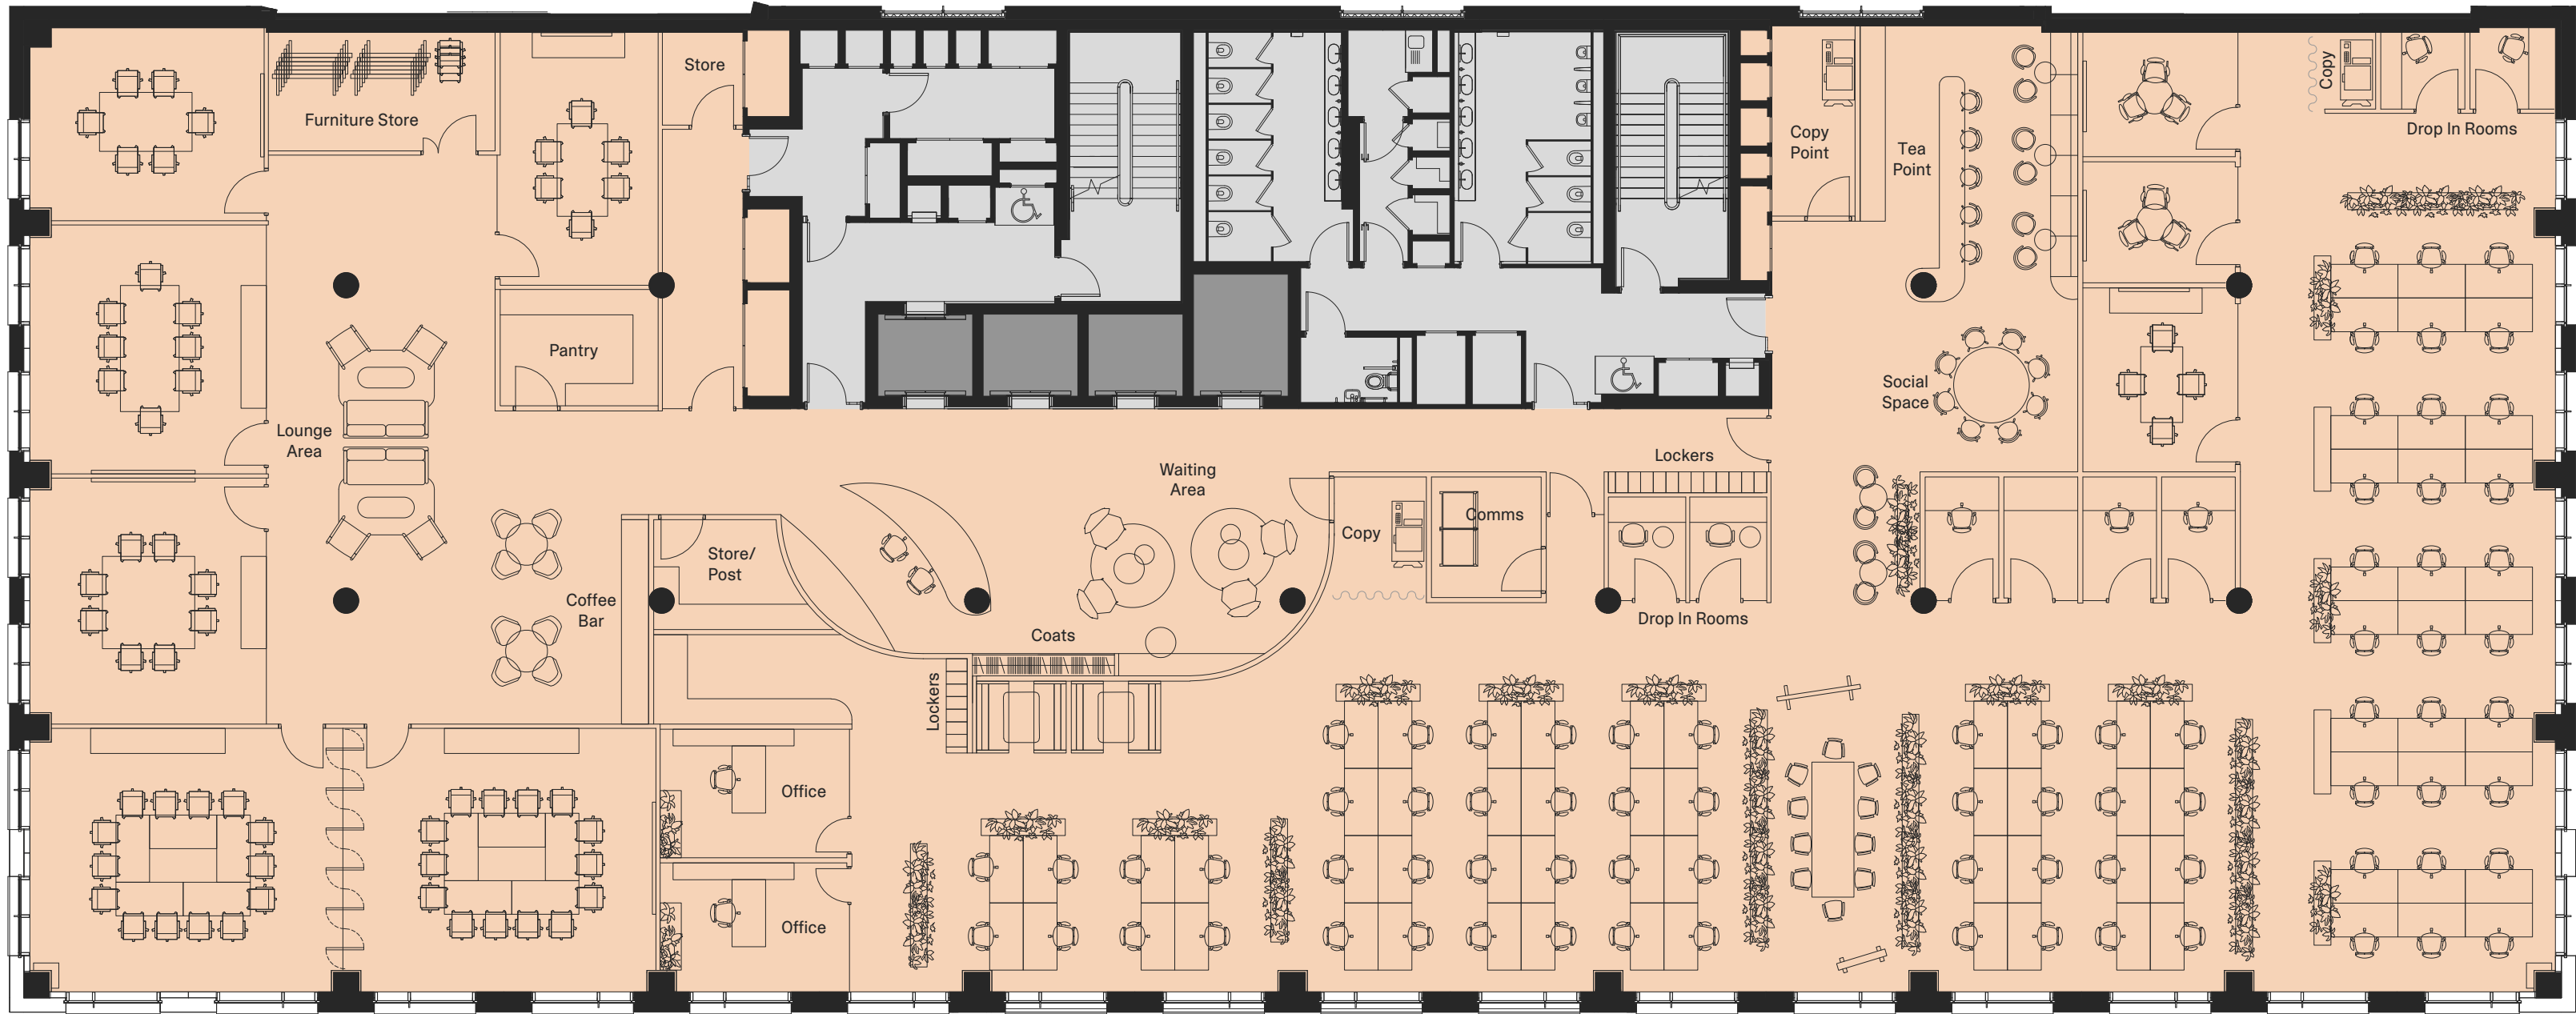 Store
Furniture Store
Copy
Drop In Rooms
Copy
Point
Tea
Point
Pantry
Social
Space
Lounge
Area
Waiting
Area
Lockers
Copy
Comms
Store/
Post
Coffee
Bar
Coats
Drop In Rooms
Lockers
Office
Office